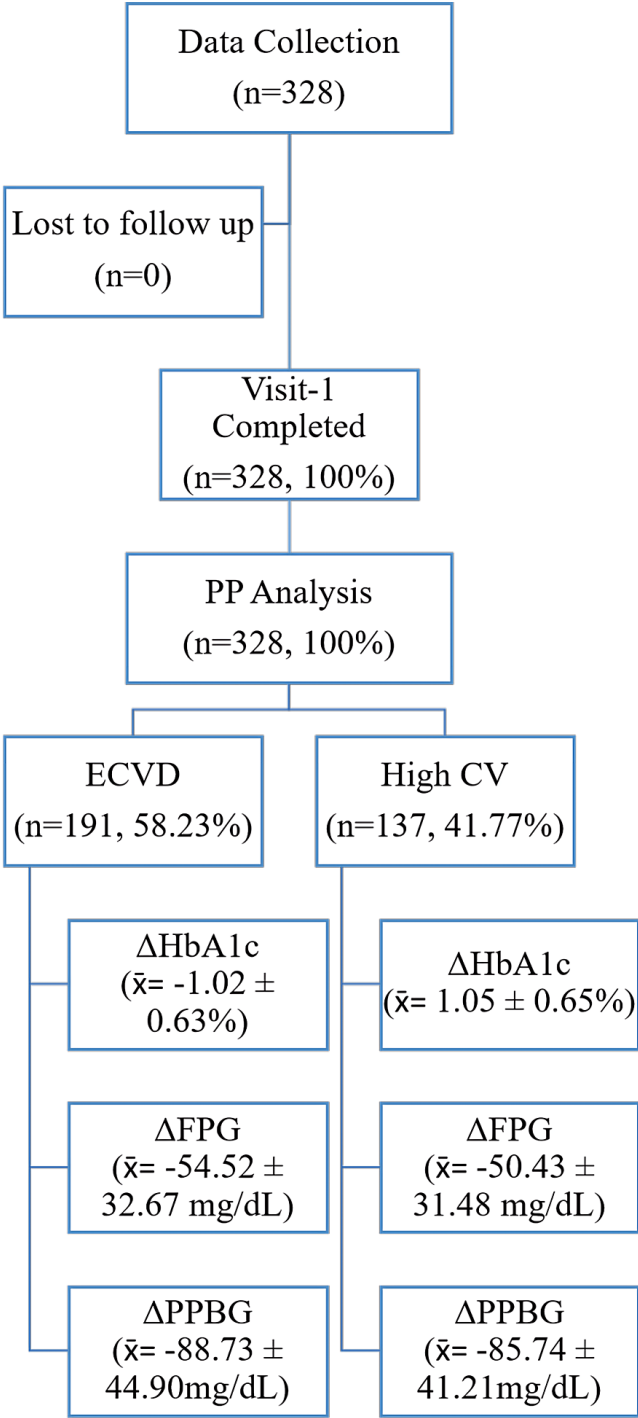 Data Collection
(n=328)
Lost to follow up
(n=0)
Visit-1
Completed
(n=328, 100%)
PP Analysis
(n=328, 100%)
ECVD
(n=191, 58.23%)
High CV
(n=137, 41.77%)
ΔHbA1c
(x̄= -1.02 ±
0.63%)
ΔHbA1c
(x̄= 1.05 ± 0.65%)
ΔFPG
(x̄= -54.52 ±
32.67 mg/dL)
ΔFPG
(x̄= -50.43 ±
31.48 mg/dL)
ΔPPBG
(x̄= -88.73 ±
44.90mg/dL)
ΔPPBG
(x̄= -85.74 ±
41.21mg/dL)